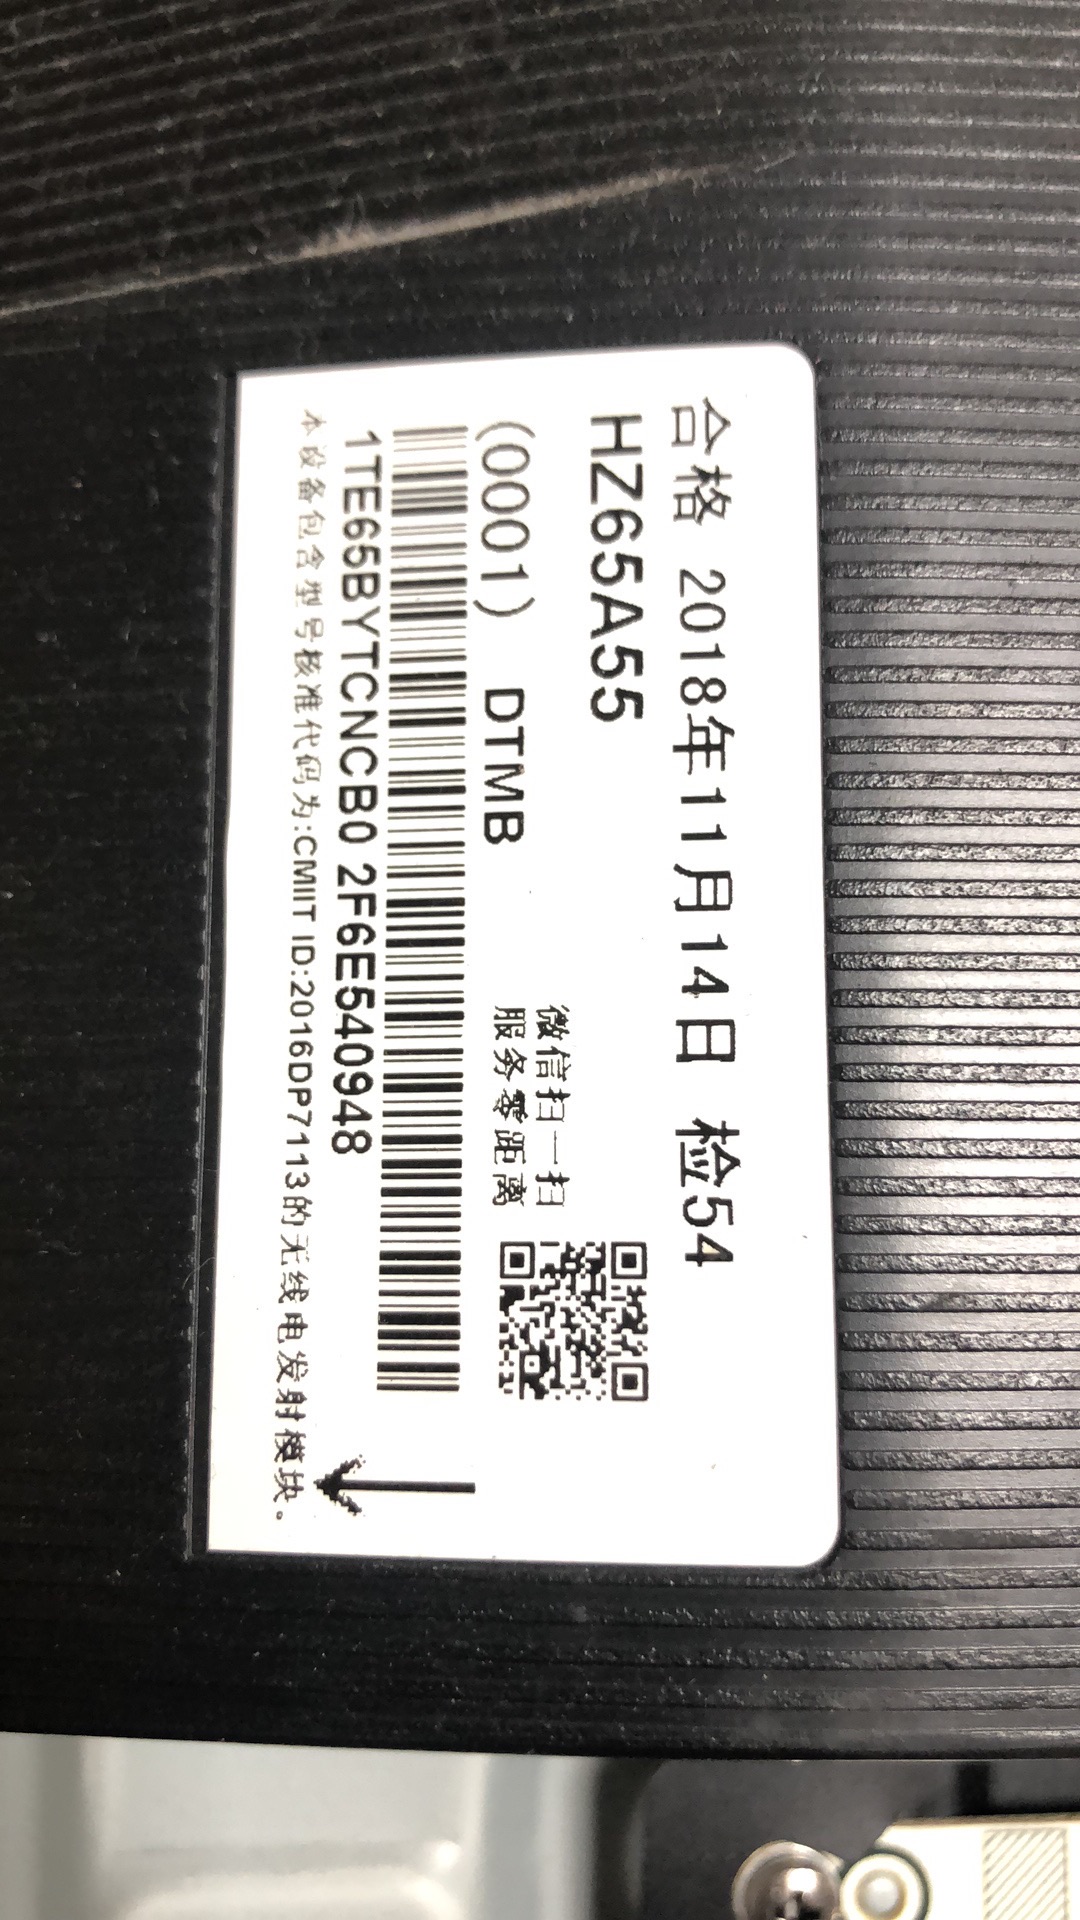 合格 2018年11月14日 检54
HZ65A55
(0001) DTMB
微信扫一扫
服务零距离
1TE65BYTCNCB0 2F6E540948
本设备包含型号核准代码为:CMIIT ID:2016DP7113的无线电发射模块。